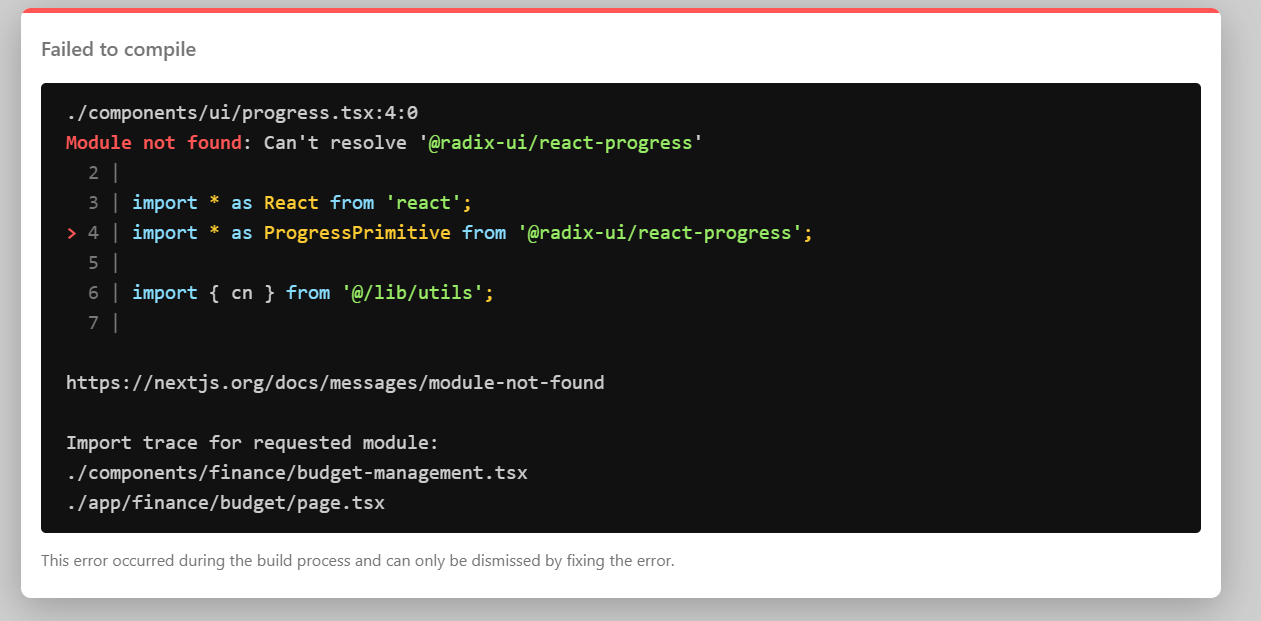 Failed to compile
./components/ui/progress.tsx:4:0
Module not found: Can't resolve '@radix-ui/react-progress'
  2 |
  3 | import * as React from 'react';
> 4 | import * as ProgressPrimitive from '@radix-ui/react-progress';
  5 |
  6 | import { cn } from '@/lib/utils';
  7 |
https://nextjs.org/docs/messages/module-not-found
Import trace for requested module:
./components/finance/budget-management.tsx
./app/finance/budget/page.tsx
This error occurred during the build process and can only be dismissed by fixing the error.